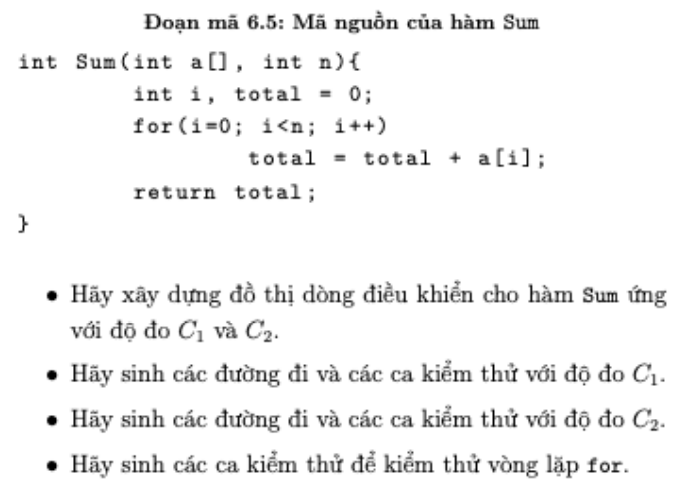 Đoạn mã 6.5: Mã nguồn của hàm Sum
int Sum(int a[], int n){
int i, total = 0;
for(i=0; i<n; i++)
total = total + a[i];
return total;
}
• Hãy xây dựng đồ thị dòng điều khiển cho hàm Sum ứng
với độ đo C₁ và C₂.
• Hãy sinh các đường đi và các ca kiểm thử với độ đo C₁.
• Hãy sinh các đường đi và các ca kiểm thử với độ đo C₂.
• Hãy sinh các ca kiểm thử để kiểm thử vòng lặp for.